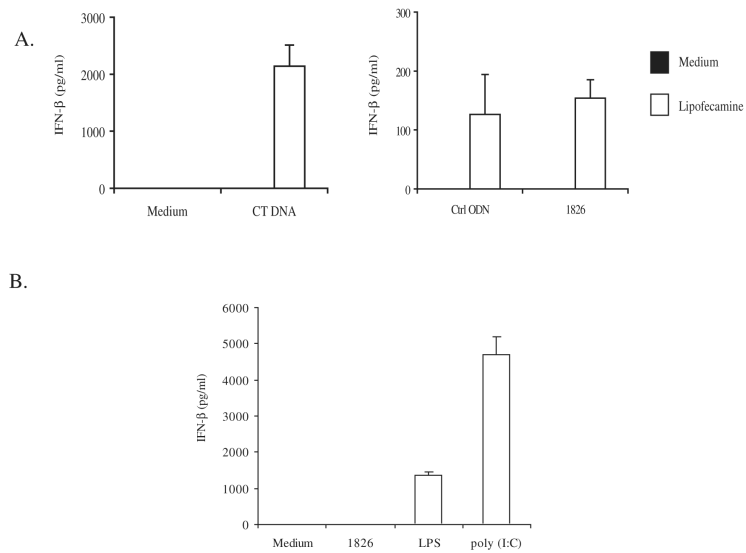 A.
IFN-β (pg/ml)
3000
2000
1000
0
Medium
CT DNA
IFN-β (pg/ml)
300
200
100
0
Ctrl ODN
1826
Medium
Lipofecamine
B.
IFN-β (pg/ml)
6000
5000
4000
3000
2000
1000
0
Medium
1826
LPS
poly (I:C)